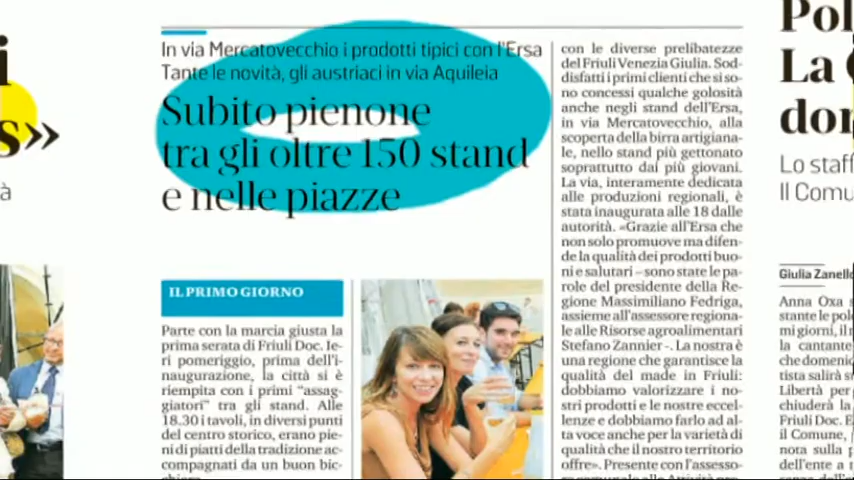 i
s»
à
In via Mercatovecchio i prodotti tipici con l'Ersa
Tante le novità, gli austriaci in via Aquileia
Subito pienone
tra gli oltre 150 stand
e nelle piazze
IL PRIMO GIORNO
Parte con la marcia giusta la
prima serata di Friuli Doc. Ie-
ri pomeriggio, prima dell'i-
naugurazione, la città si è
riempita con i primi “assag-
giatori” tra gli stand. Alle
18.30 i tavoli, in diversi punti
del centro storico, erano pie-
ni di piatti della tradizione ac-
compagnati da un buon bic-
con le diverse prelibatezze
del Friuli Venezia Giulia. Sod-
disfatti i primi clienti che si so-
no concessi qualche golosità
anche negli stand dell'Ersa,
in via Mercatovecchio, alla
scoperta della birra artigiana-
le, nello stand più gettonato
soprattutto dai più giovani.
La via, interamente dedicata
alle produzioni regionali, è
stata inaugurata alle 18 dalle
autorità. «Grazie all'Ersa che
non solo promuove ma difen-
de la qualità dei prodotti buo-
ni e salutari – sono state le pa-
role del presidente della Re-
gione Massimiliano Fedriga,
assieme all'assessore regiona-
le alle Risorse agroalimentari
Stefano Zannier -. La nostra è
una regione che garantisce la
qualità del made in Friuli:
dobbiamo valorizzare i no-
stri prodotti e le nostre eccel-
lenze e dobbiamo farlo ad al-
ta voce anche per la varietà di
qualità che il nostro territorio
offre». Presente con l'assesso-
Pol
La
dor
Lo staff
Il Comu
Giulia Zanello
Anna Oxa s
stante le pole
mi giorni, il n
la cantante
che domenic
tista salirà s
Libertà per
chiuderà la
Friuli Doc. E
il Comune,
nota sulla p
dell'ente a r